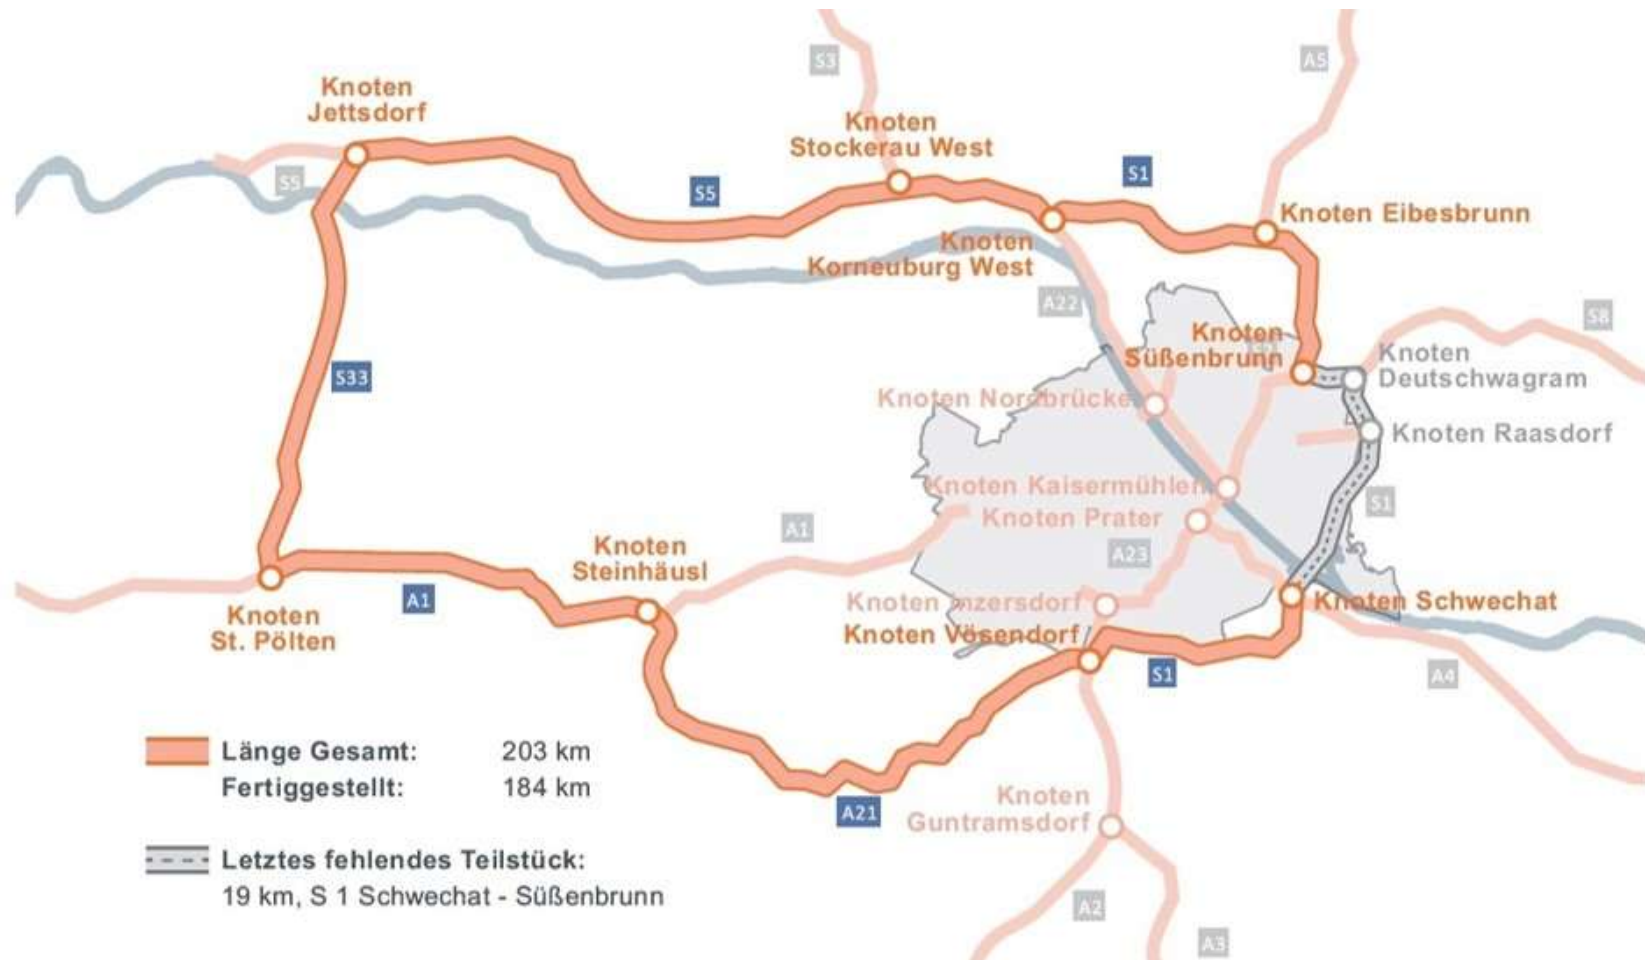 S3
A5
Knoten
Jettsdorf
Knoten
Stockerau West
S5
S5
S1
Knoten Eibesbrunn
Knoten
Korneuburg West
A22
S8
Knoten
Süßenbrunn
Knoten
Deutschwagram
S33
Knoten Nordbrücke
Knoten Raasdorf
Knoten Kaisermühlen
S1
Knoten Prater
A1
A23
Knoten
Steinhäusl
A1
Knoten Inzersdorf
Knoten Schwechat
Knoten
St. Pölten
Knoten Vösendorf
S1
A4
Länge Gesamt: 203 km
Fertiggestellt: 184 km
A21
Knoten
Guntramsdorf
Letztes fehlendes Teilstück:
19 km, S 1 Schwechat - Süßenbrunn
A2
A3